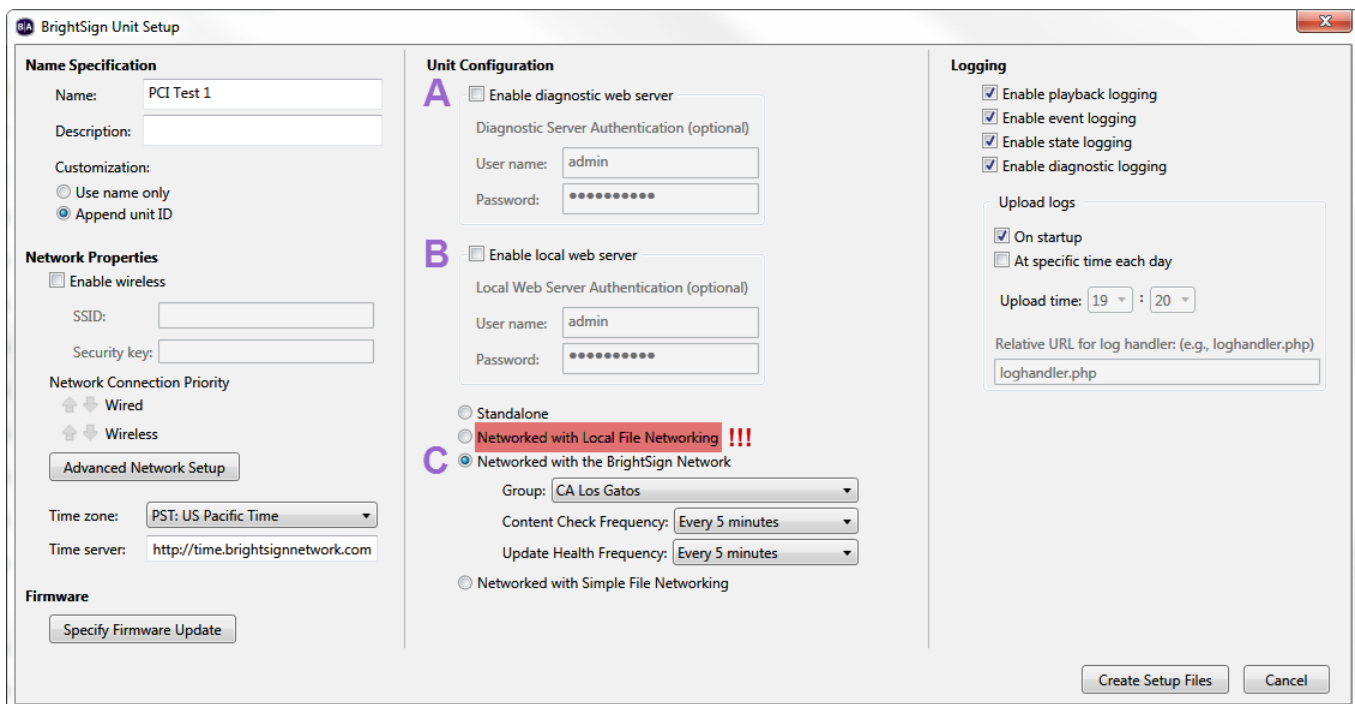 BrightSign Unit Setup
Name Specification
Name: PCI Test 1
Description:
Customization:
Use name only
Append unit ID
Network Properties
Enable wireless
SSID:
Security key:
Network Connection Priority
Wired
Wireless
Advanced Network Setup
Time zone: PST: US Pacific Time
Time server: http://time.brightsignnetwork.com
Firmware
Specify Firmware Update
Unit Configuration
A Enable diagnostic web server
Diagnostic Server Authentication (optional)
User name: admin
Password: ●●●●●●●●●●
B Enable local web server
Local Web Server Authentication (optional)
User name: admin
Password: ●●●●●●●●●●
Standalone
Networked with Local File Networking !!!
C Networked with the BrightSign Network
Group: CA Los Gatos
Content Check Frequency: Every 5 minutes
Update Health Frequency: Every 5 minutes
Networked with Simple File Networking
Logging
Enable playback logging
Enable event logging
Enable state logging
Enable diagnostic logging
Upload logs
On startup
At specific time each day
Upload time: 19 : 20
Relative URL for log handler: (e.g., loghandler.php)
loghandler.php
Create Setup Files
Cancel